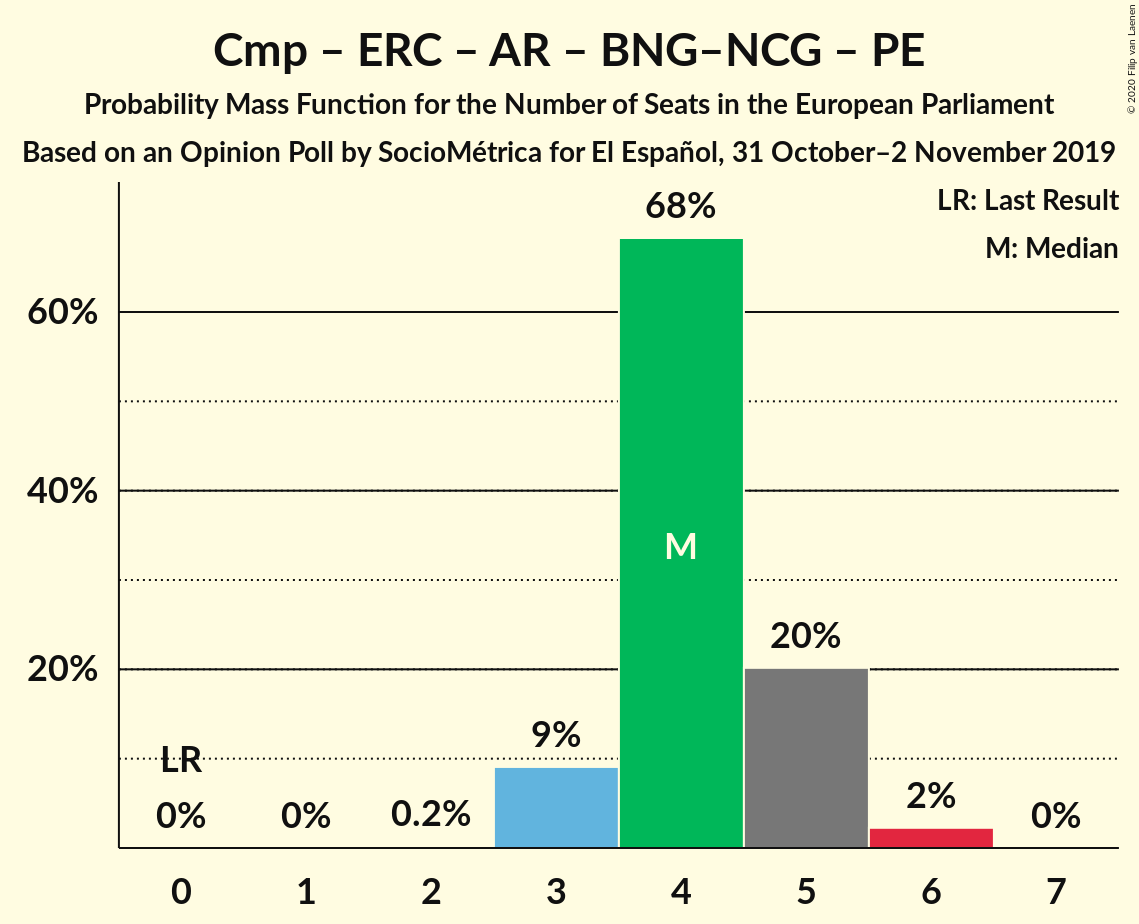 Cmp – ERC – AR – BNG–NCG – PE
Probability Mass Function for the Number of Seats in the European Parliament
Based on an Opinion Poll by SocioMétrica for El Español, 31 October–2 November 2019
© 2020 Filip van Laenen
LR: Last Result
M: Median
68%
60%
40%
M
20%
20%
9%
LR
0%
0%
0.2%
2%
0%
0 1 2 3 4 5 6 7